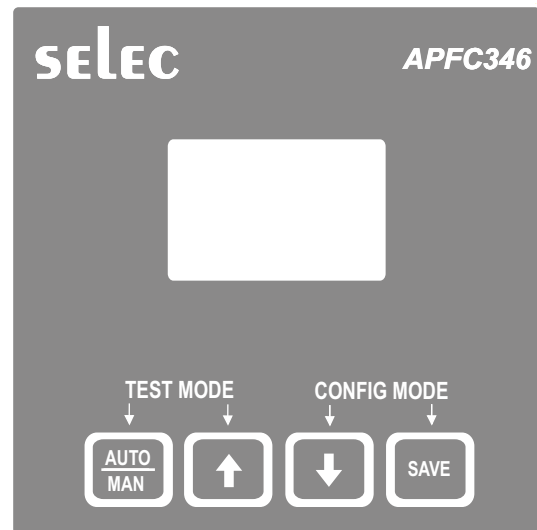 selec
APFC346
TEST MODE
CONFIG MODE
AUTO
MAN
SAVE